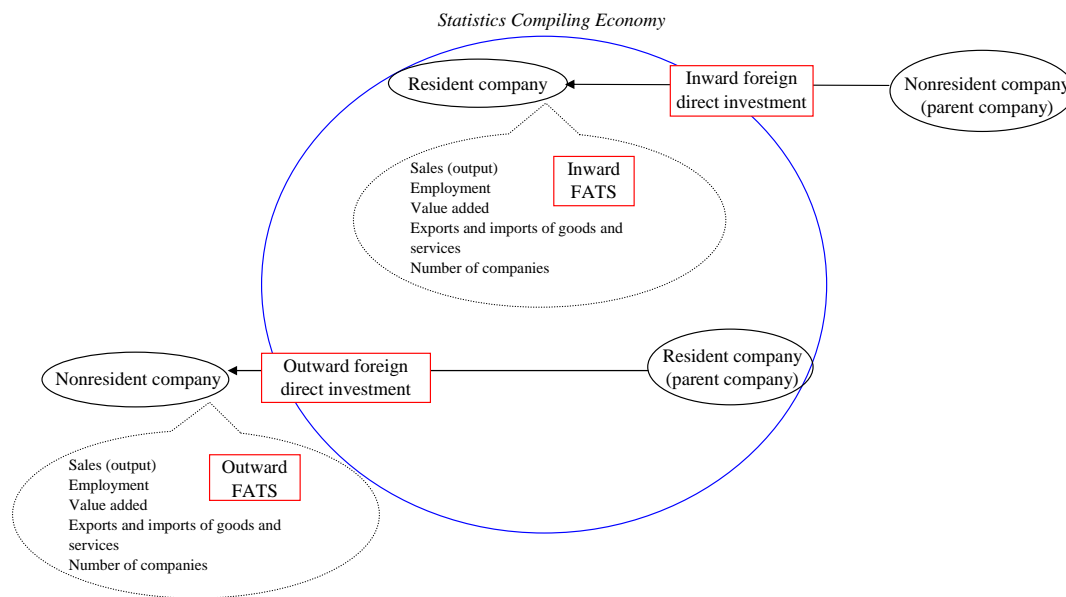 Statistics Compiling Economy
Resident company
Inward foreign
direct investment
Nonresident company
(parent company)
Sales (output)
Employment
Value added
Exports and imports of goods and
services
Number of companies
Inward
FATS
Nonresident company
Outward foreign
direct investment
Resident company
(parent company)
Sales (output)
Employment
Value added
Exports and imports of goods and
services
Number of companies
Outward
FATS